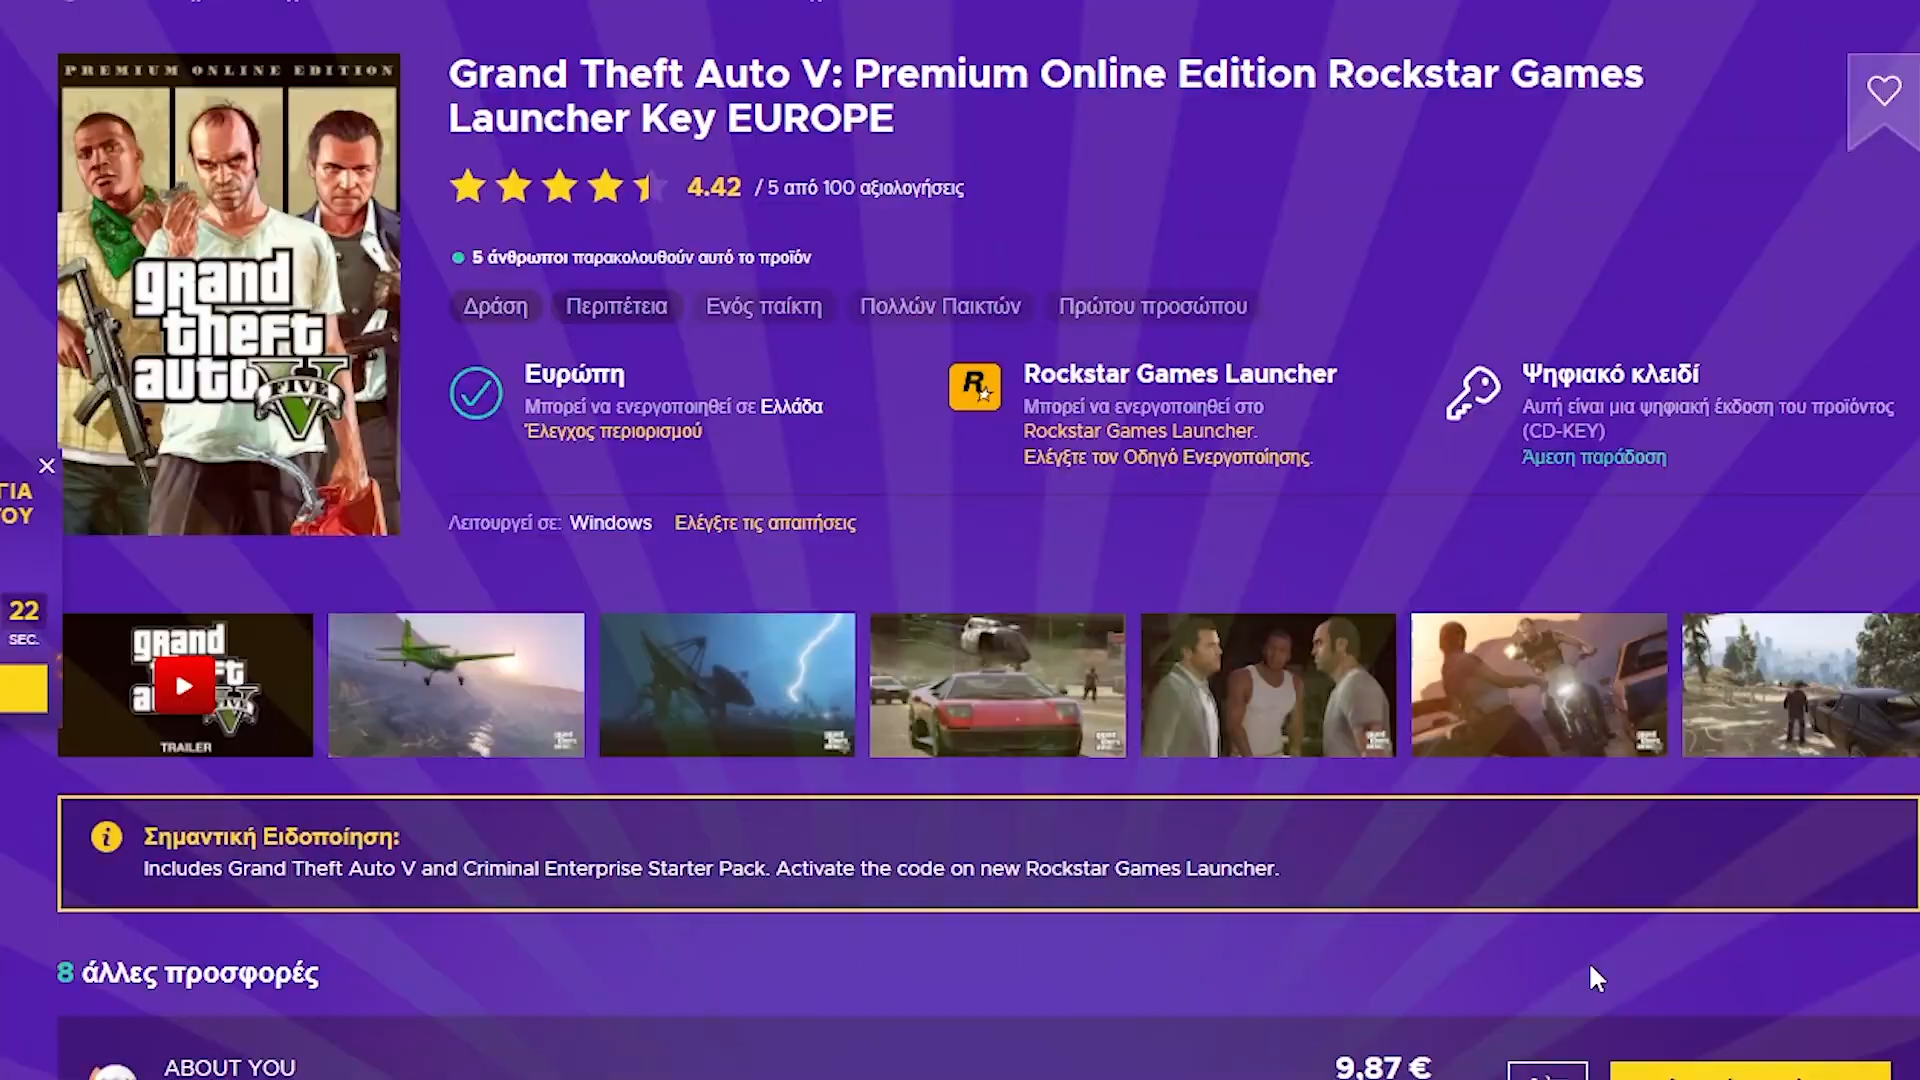 PREMIUM ONLINE EDITION
grand
theft
auto
V
FIVE
Grand Theft Auto V: Premium Online Edition Rockstar Games
Launcher Key EUROPE
4.42 / 5 από 100 αξιολογήσεις
5 άνθρωποι παρακολουθούν αυτό το προϊόν
Δράση Περιπέτεια Ενός παίκτη Πολλών Παικτών Πρώτου προσώπου
Ευρώπη
Μπορεί να ενεργοποιηθεί σε Ελλάδα
Έλεγχος περιορισμού
R
Rockstar Games Launcher
Μπορεί να ενεργοποιηθεί στο
Rockstar Games Launcher.
Ελέγξτε τον Οδηγό Ενεργοποίησης.
Ψηφιακό κλειδί
Αυτή είναι μια ψηφιακή έκδοση του προϊόντος
(CD-KEY)
Άμεση παράδοση
Λειτουργεί σε: Windows Ελέγξτε τις απαιτήσεις
ΓΙΑ
ΤΟΥ
22
SEC.
grand
TRAILER
Σημαντική Ειδοποίηση:
Includes Grand Theft Auto V and Criminal Enterprise Starter Pack. Activate the code on new Rockstar Games Launcher.
8 άλλες προσφορές
ABOUT YOU
9,87 €